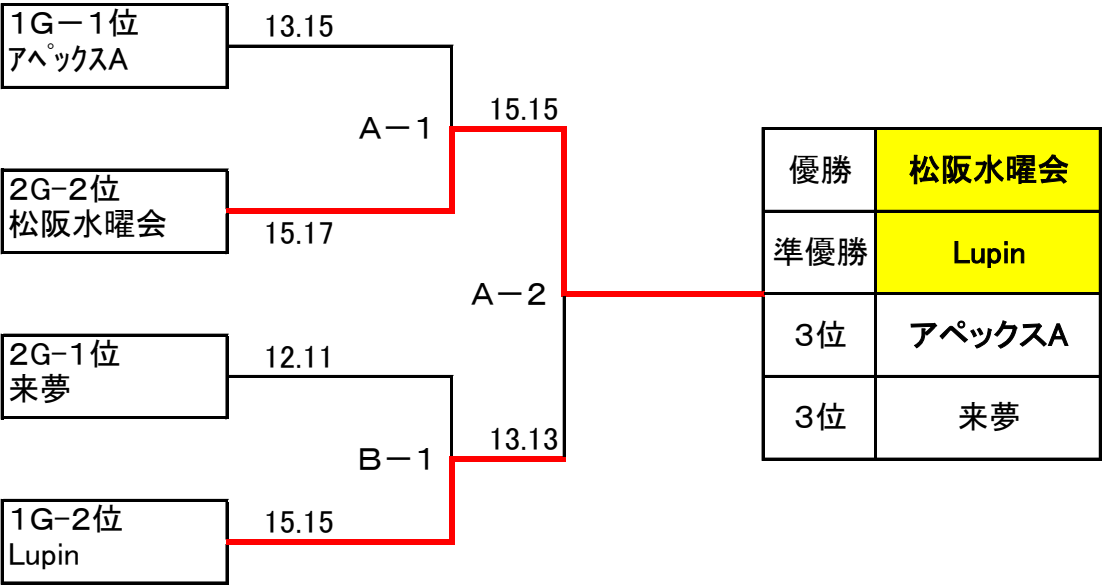 １Ｇ－１位
ｱﾍﾟｯｸｽA
13.15
15.15
Ａ－１
２G-２位
松阪水曜会
15.17
Ａ－２
２G-１位
来夢
12.11
13.13
Ｂ－１
１G-２位
Lupin
15.15
優勝 松阪水曜会
準優勝 Lupin
３位 アペックスA
３位 来夢